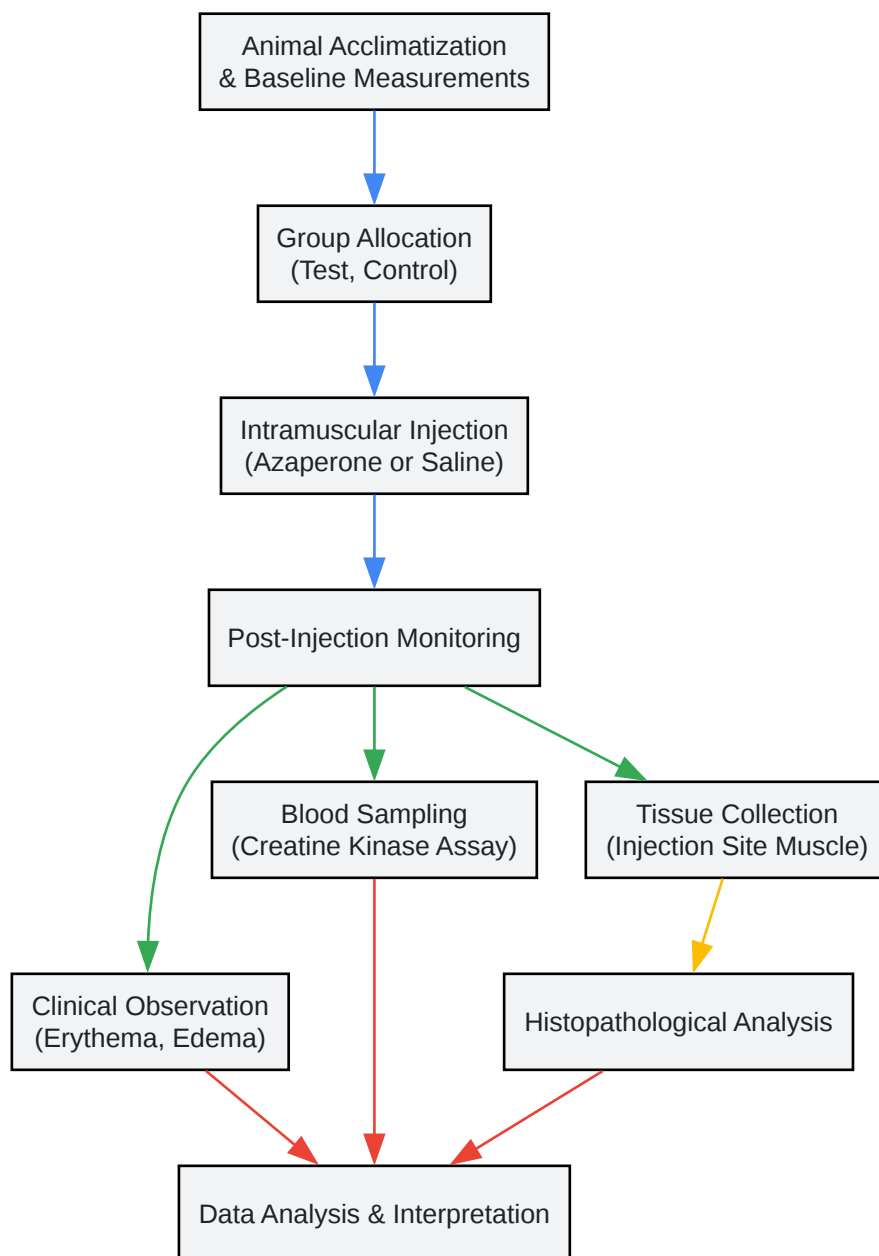 Animal Acclimatization
& Baseline Measurements
Group Allocation
(Test, Control)
Intramuscular Injection
(Azaperone or Saline)
Post-Injection Monitoring
Blood Sampling
(Creatine Kinase Assay)
Tissue Collection
(Injection Site Muscle)
Clinical Observation
(Erythema, Edema)
Histopathological Analysis
Data Analysis & Interpretation